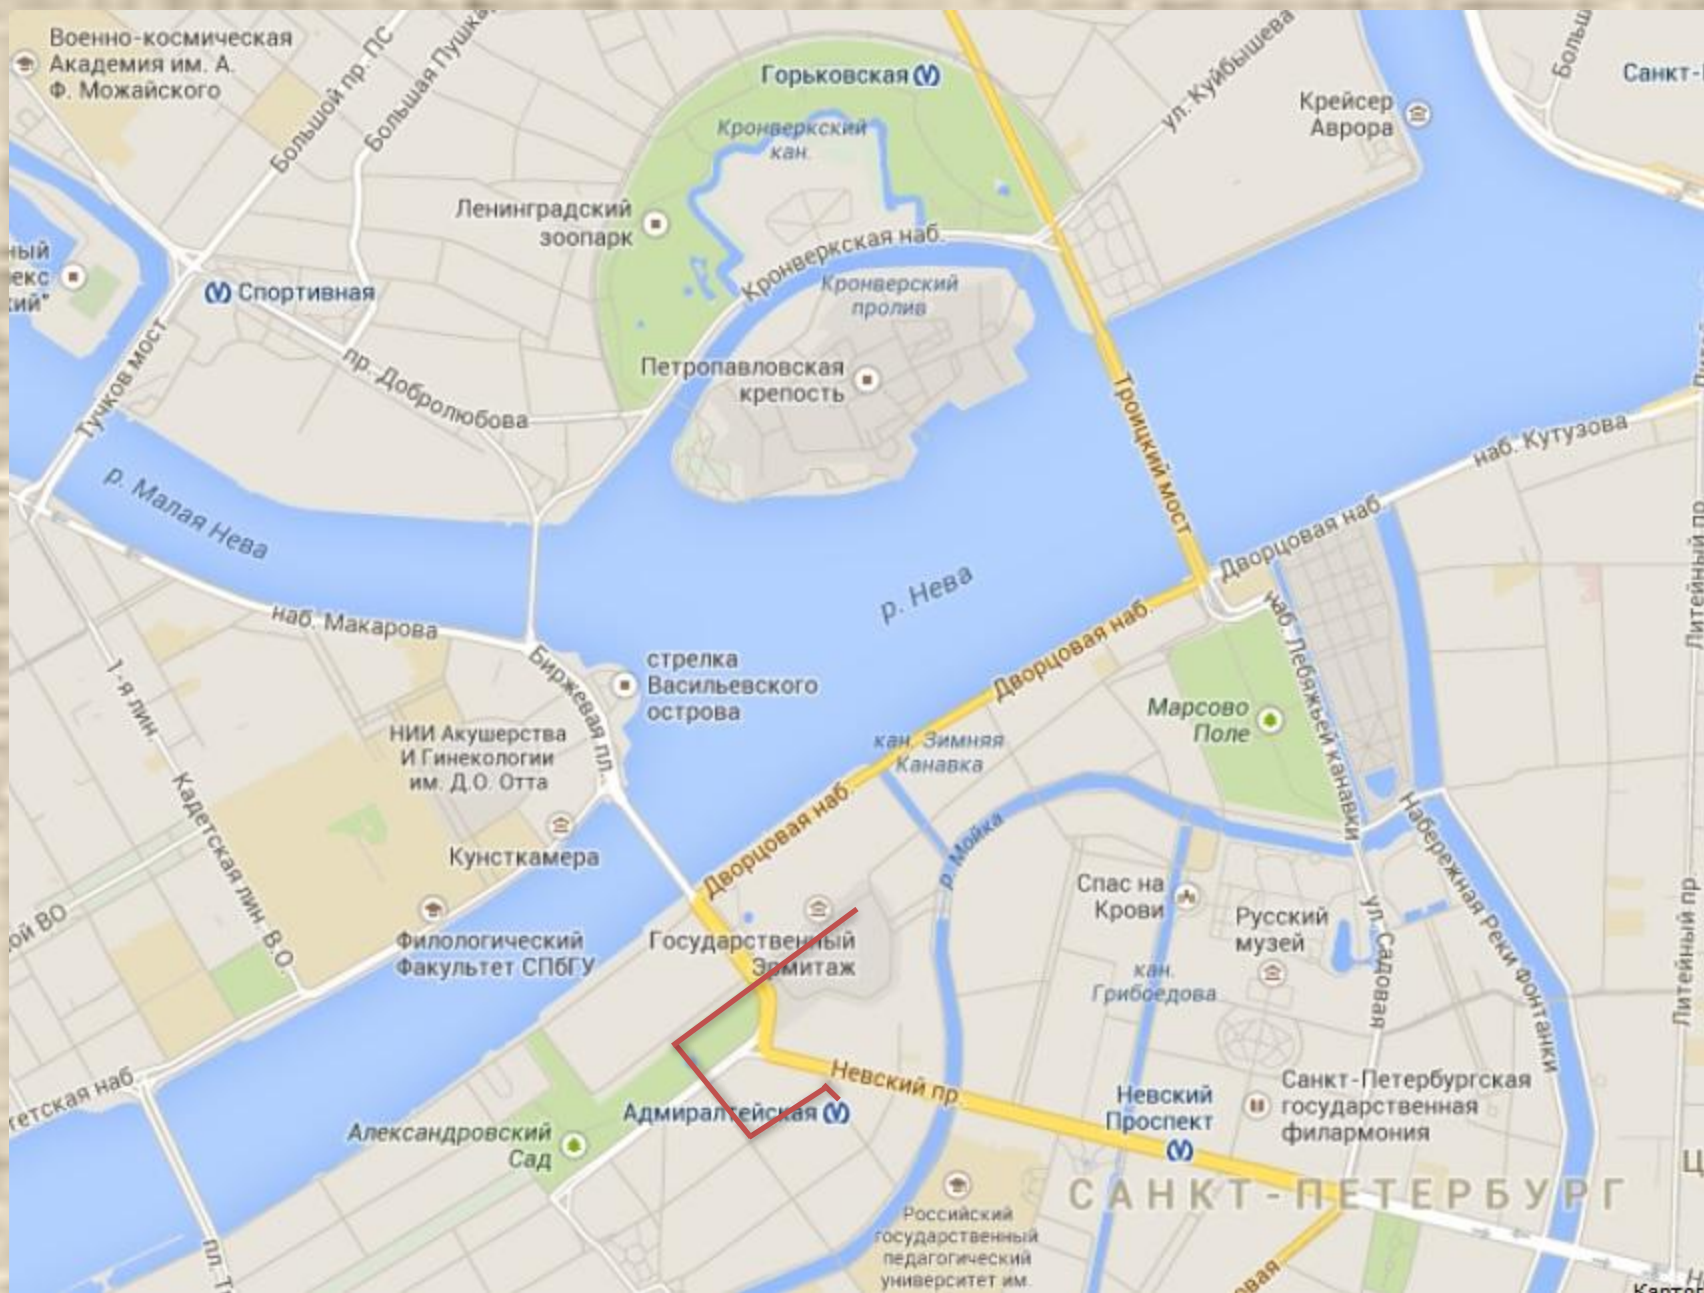 Военно-космическая
Академия им. А.
Ф. Можайского
Большой пр. ПС
Большая
Горьковская
ул. Куйбышева
Санкт-
Крейсер
Аврора
Кронверкский
кан.
Ленинградский
зоопарк
Кронверкская наб.
Кронверский
пролив
Спортивная
Тучков мост
пр. Добролюбова
Петропавловская
крепость
Троицкий мост
наб. Кутузова
р. Малая Нева
Дворцовая наб
р. Нева
наб. Макарова
Дворцовая наб.
наб. Лебяжьей канавки
1-я лин.
Биржевая пл.
стрелка
Васильевского
острова
Марсово
Поле
НИИ Акушерства
И Гинекологии
им. Д.О. Отта
кан. Зимняя
Канавка
Литейный пр
Кадетская лин. В.О.
Дворцовая наб.
р. Мойка
Набережная Реки Фонтанки
Кунсткамера
Спас на
Крови
Русский
музей
ул. Садовая
Литейный пр
Филологический
Факультет СПбГУ
Государственный
Эрмитаж
кан.
Грибоедова
Невский пр.
Адмиралтейская
Невский
Проспект
Санкт-Петербургская
государственная
филармония
Александровский
Сад
САНКТ-ПЕТЕРБУРГ
Российский
государственный
педагогический
университет им.